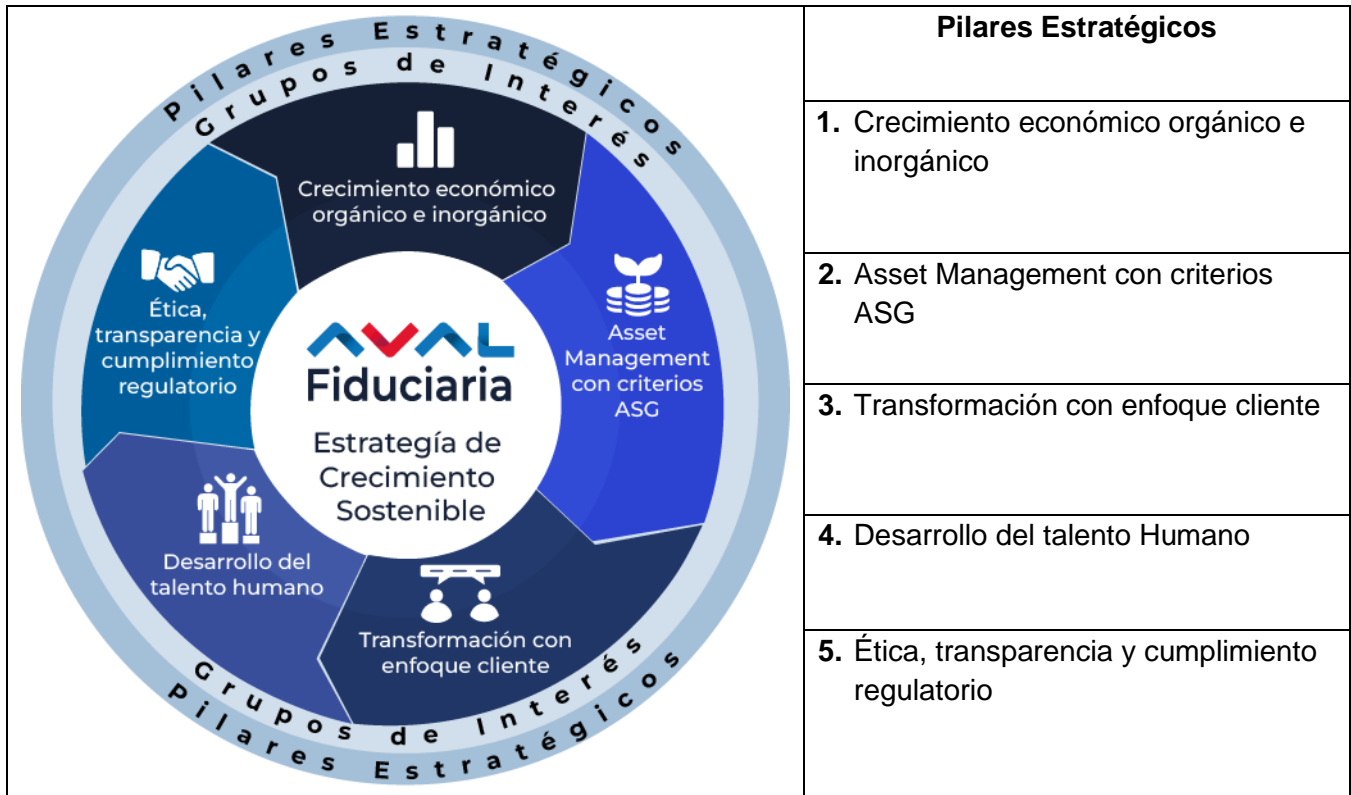 Pilares Estratégicos
Grupos de Interés
Crecimiento económico
orgánico e inorgánico
Asset
Management
con criterios
ASG
Transformación con
enfoque cliente
Desarrollo del
talento humano
Ética,
transparencia y
cumplimiento
regulatorio
AVAL
Fiduciaria
Estrategía de
Crecimiento
Sostenible
Grupos de Interés
Pilares Estratégicos
Pilares Estratégicos
1. Crecimiento económico orgánico e
inorgánico
2. Asset Management con criterios
ASG
3. Transformación con enfoque cliente
4. Desarrollo del talento Humano
5. Ética, transparencia y cumplimiento
regulatorio